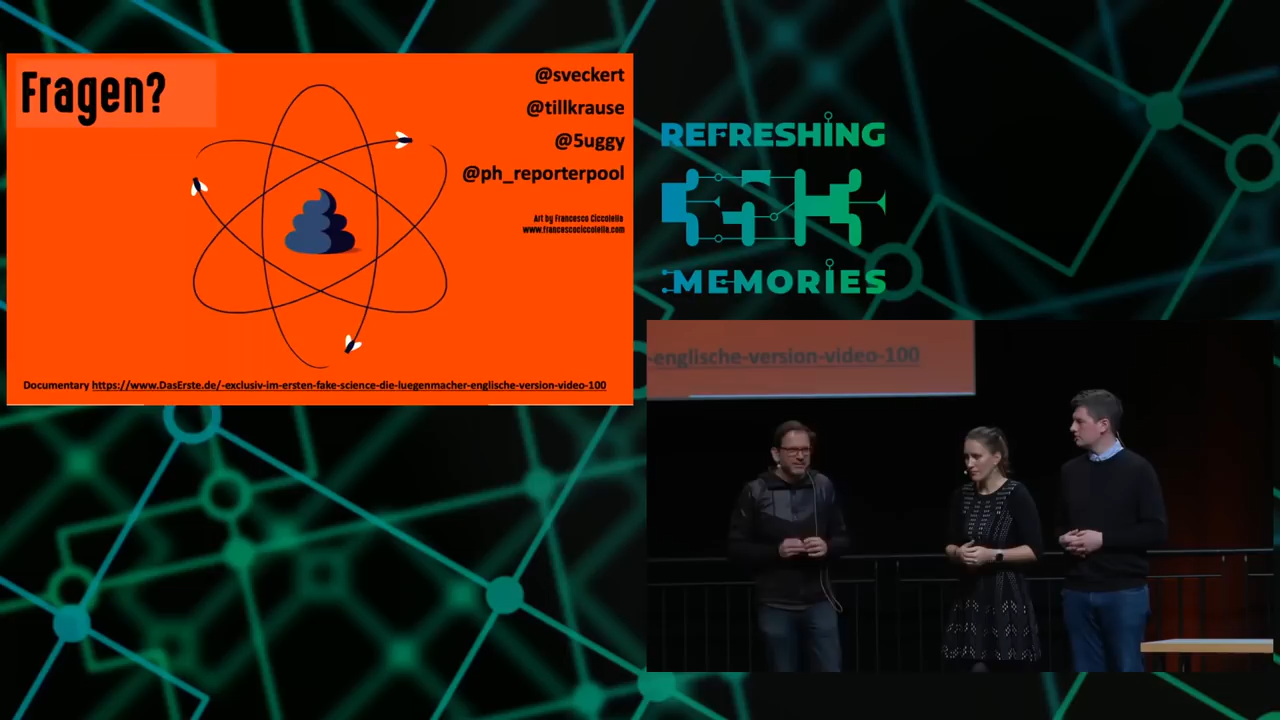 Fragen?
@sveckert
@tillkrause
@5uggy
@ph_reporterpool
Art by Francesco Ciccolella
www.francescociccolella.com
Documentary https://www.DasErste.de/-exclusiv-im-ersten-fake-science-die-luegenmacher-englische-version-video-100
REFRESHING
MEMORIES
-englische-version-video-100